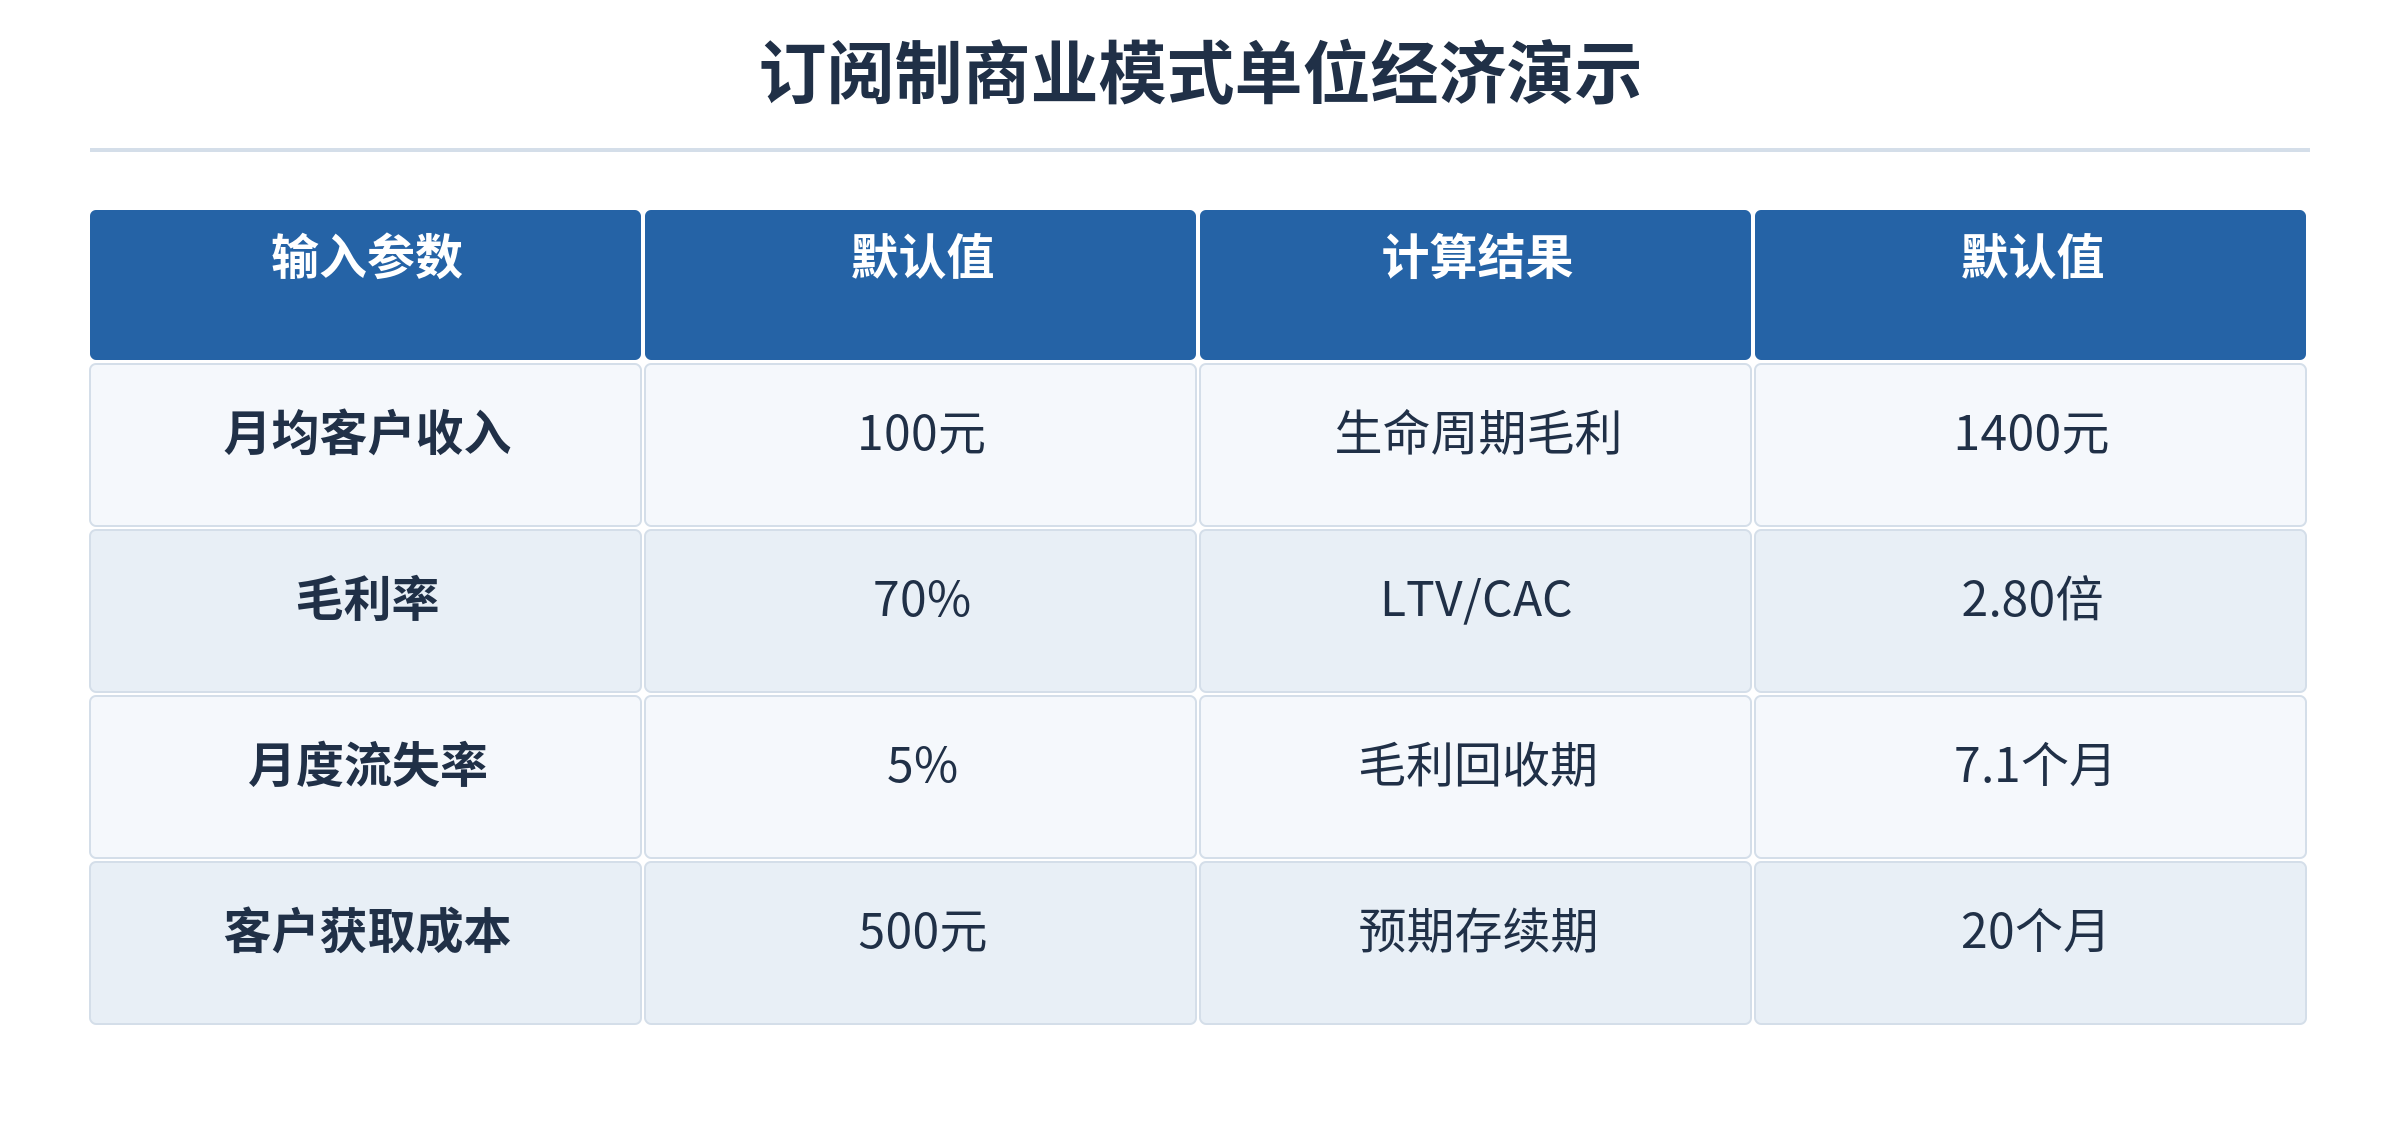 订阅制商业模式单位经济演示
输入参数 默认值 计算结果 默认值
月均客户收入 100元 生命周期毛利 1400元
毛利率 70% LTV/CAC 2.80倍
月度流失率 5% 毛利回收期 7.1个月
客户获取成本 500元 预期存续期 20个月